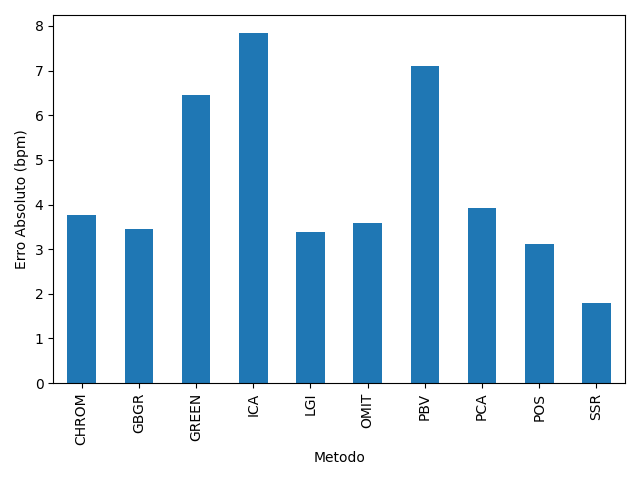 8
7
6
5
4
3
2
1
0
Erro Absoluto (bpm)
CHROM
GBGR
GREEN
ICA
LGI
OMIT
PBV
PCA
POS
SSR
Metodo